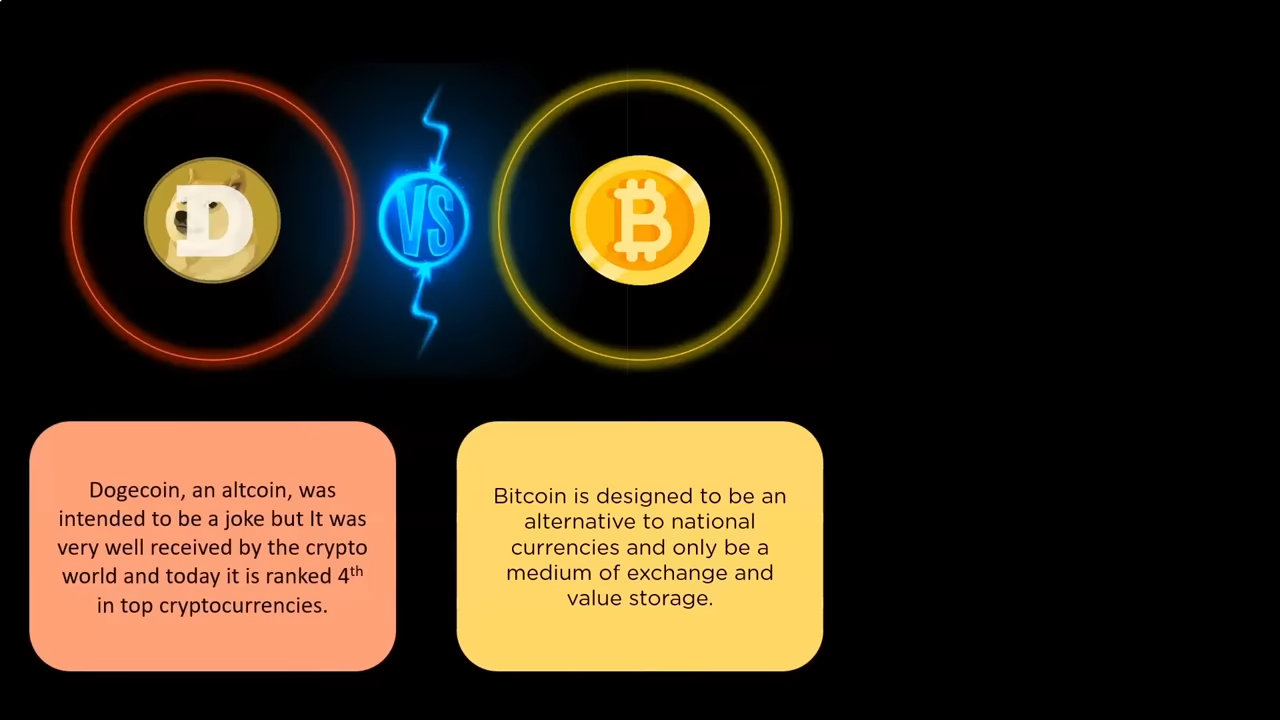 D
VS
B
Dogecoin, an altcoin, was
intended to be a joke but It was
very well received by the crypto
world and today it is ranked 4th
in top cryptocurrencies.
Bitcoin is designed to be an
alternative to national
currencies and only be a
medium of exchange and
value storage.